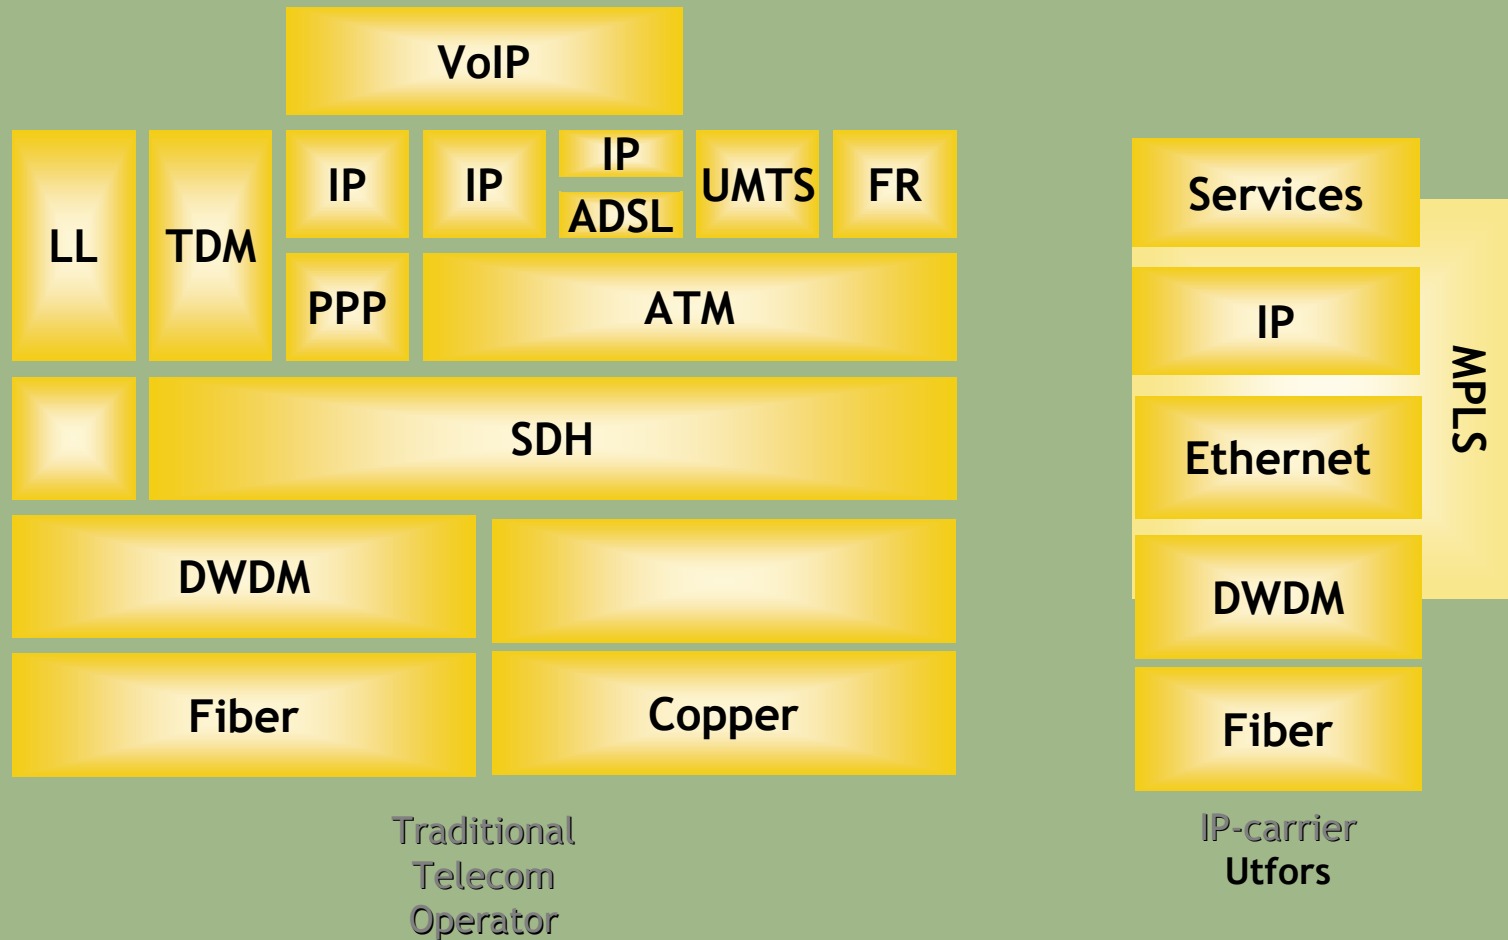 VoIP
LL
TDM
IP
IP
IP
ADSL
UMTS
FR
PPP
ATM
SDH
DWDM
Fiber
Copper
Traditional
Telecom
Operator
Services
IP
Ethernet
DWDM
Fiber
MPLS
IP-carrier
Utfors